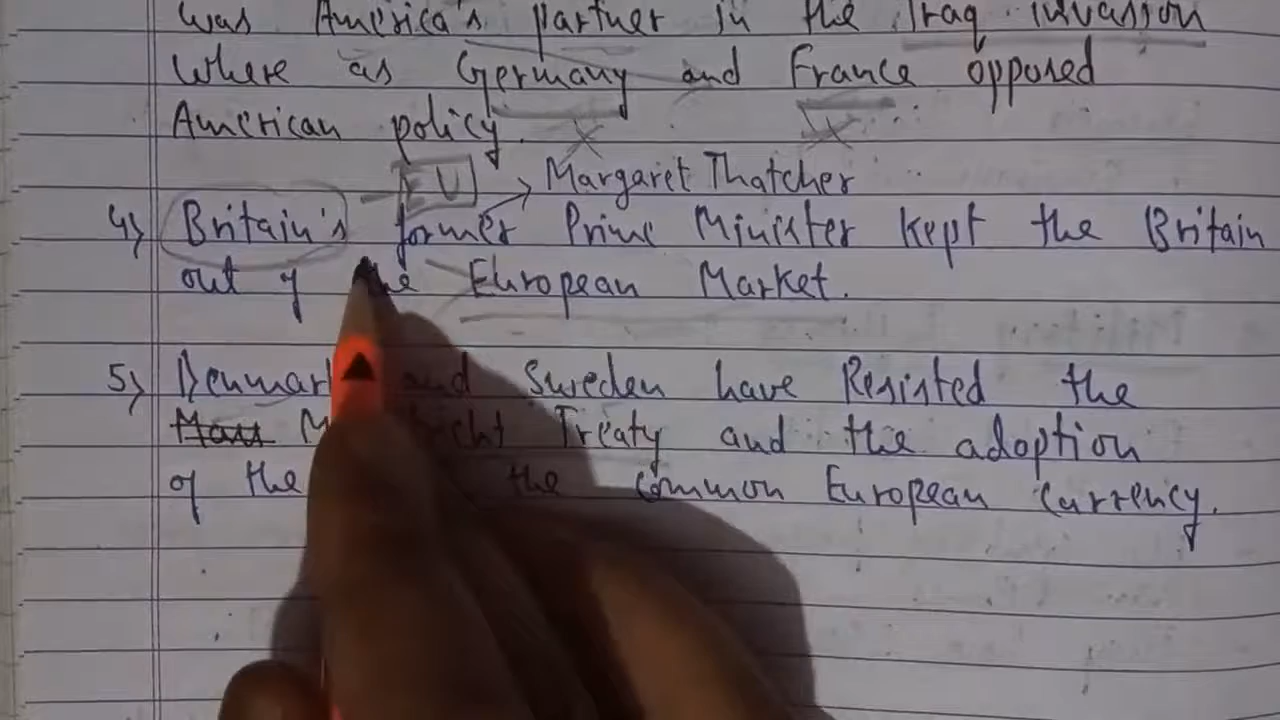 was America's partner in the Iraq invasion
where as Germany and France opposed
American policy.
EU → Margaret Thatcher
4) Britain's former Prime Minister kept the Britain
out of the European Market.
5) Denmark and Sweden have Resisted the
Treaty and the adoption
of the the common European currency.